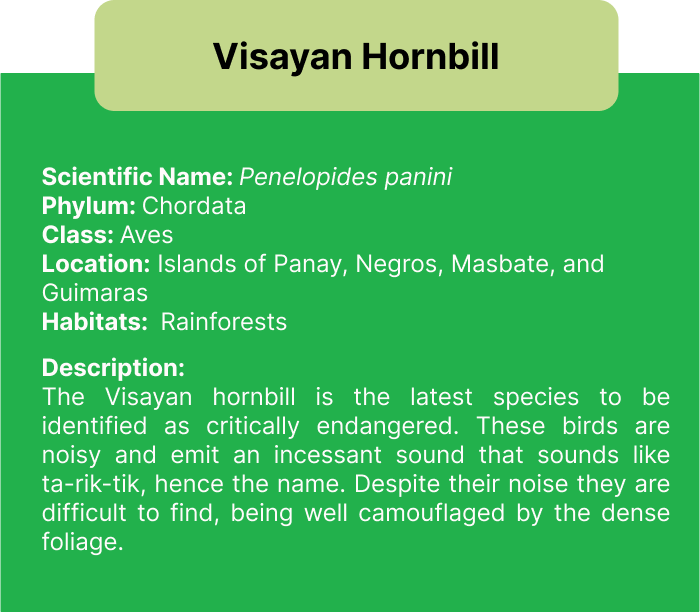 Visayan Hornbill
Scientific Name: Penelopides panini
Phylum: Chordata
Class: Aves
Location: Islands of Panay, Negros, Masbate, and
Guimaras
Habitats: Rainforests
Description:
The Visayan hornbill is the latest species to be
identified as critically endangered. These birds are
noisy and emit an incessant sound that sounds like
ta-rik-tik, hence the name. Despite their noise they are
difficult to find, being well camouflaged by the dense
foliage.